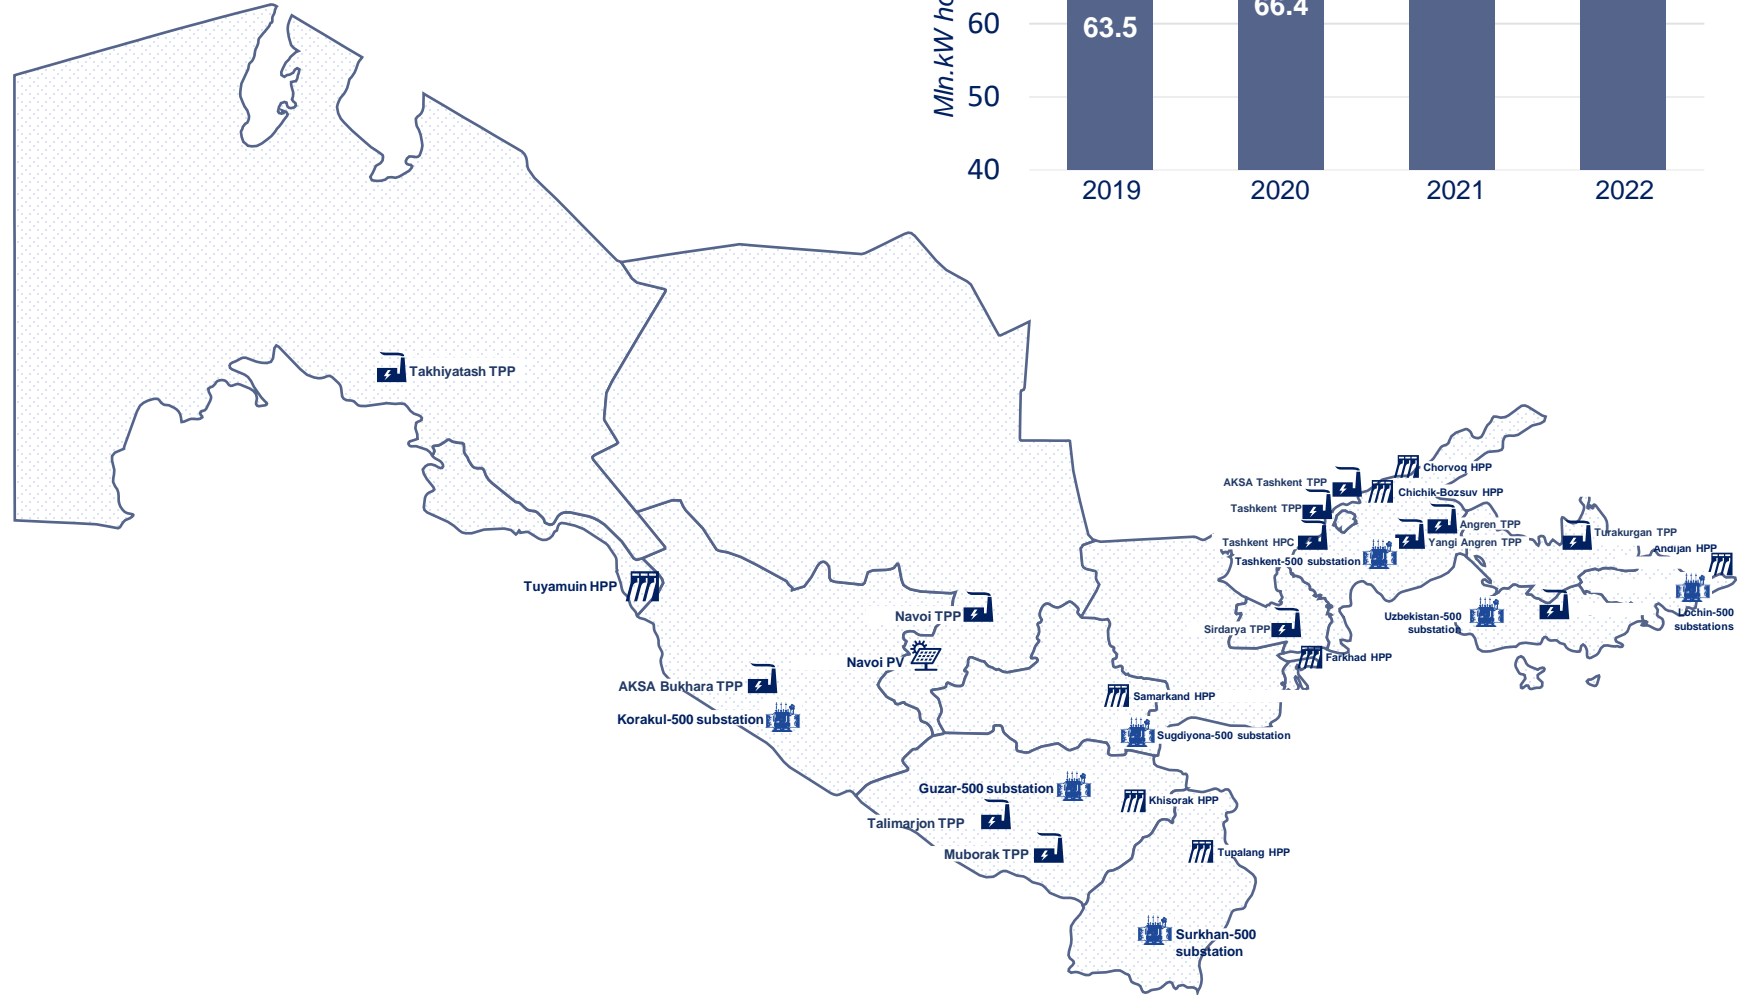 Mln.kW ho
60
50
40
63.5
66.4
2019
2020
2021
2022
Takhiyatash TPP
Chorvoq HPP
AKSA Tashkent TPP
Chichik-Bozsuv HPP
Tashkent TPP
Angren TPP
Turakurgan TPP
Tashkent HPC
Yangi Angren TPP
Andijan HPP
Tashkent-500 substation
Tuyamuin HPP
Navoi TPP
Uzbekistan-500
substation
Lochin-500
substations
Sirdarya TPP
Navoi PV
Farkhad HPP
AKSA Bukhara TPP
Samarkand HPP
Korakul-500 substation
Sugdiyona-500 substation
Guzar-500 substation
Khisorak HPP
Talimarjon TPP
Muborak TPP
Tupalang HPP
Surkhan-500
substation